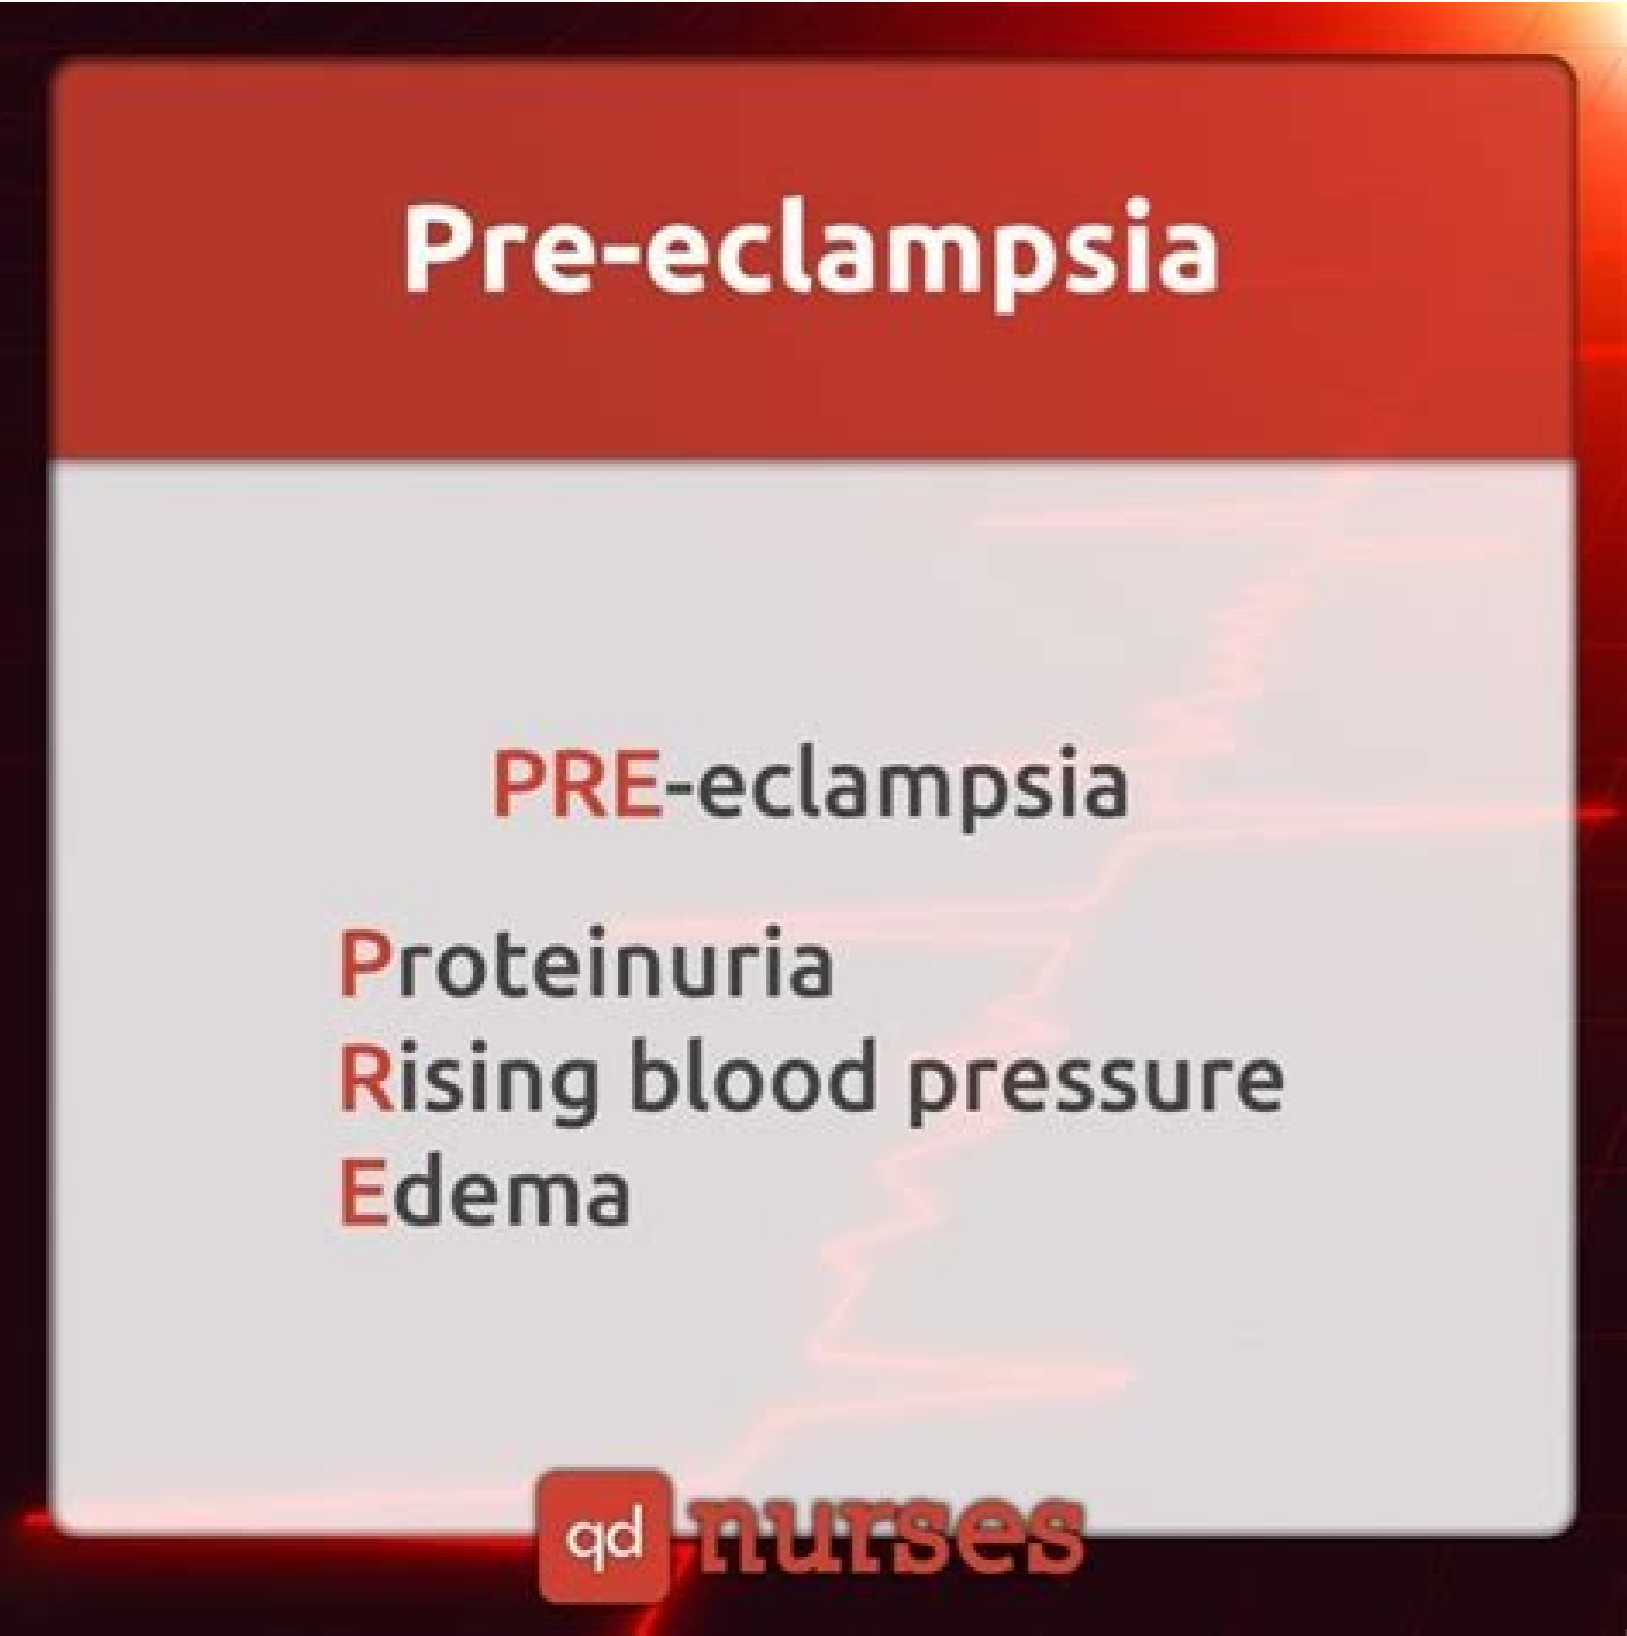 Pre-eclampsia
PRE-eclampsia
Proteinuria
Rising blood pressure
Edema
qd nurses